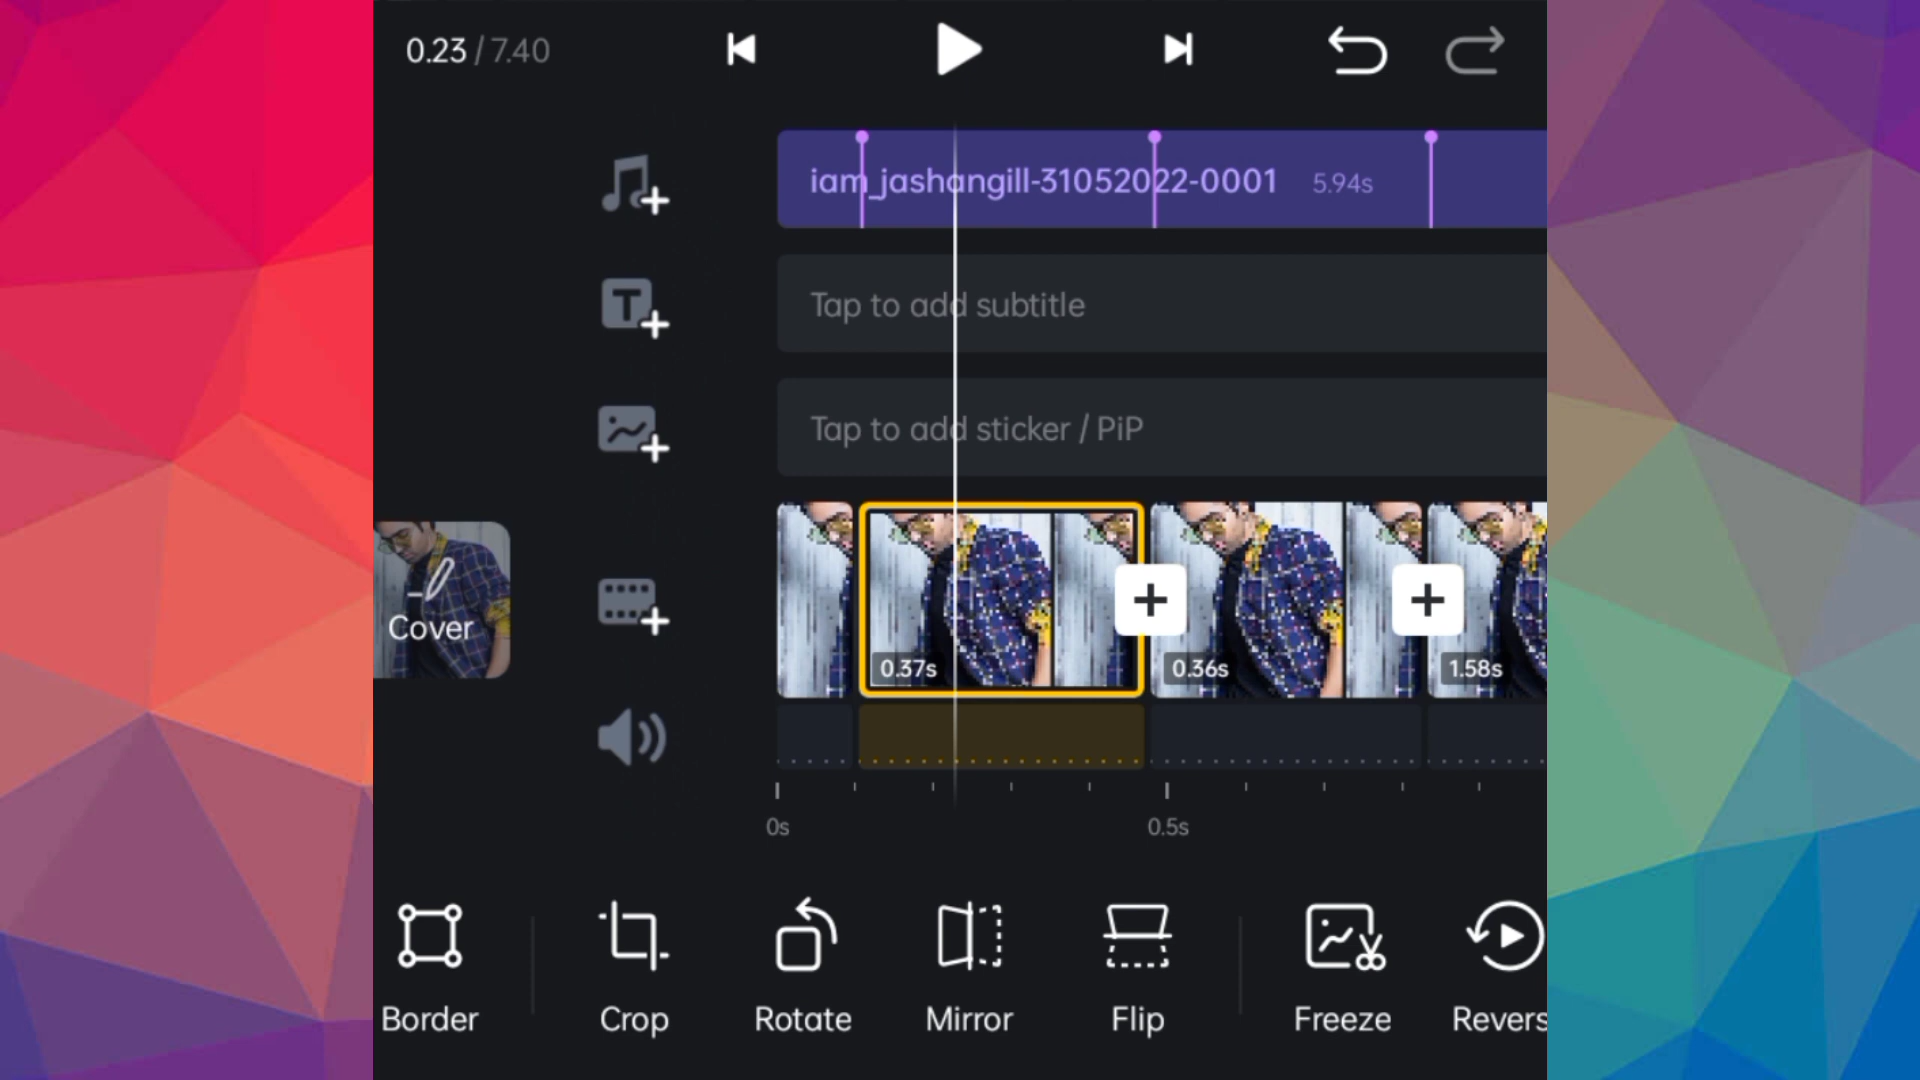 0.23 / 7.40
iam_jashangill-31052022-0001 5.94s
Tap to add subtitle
Tap to add sticker / PiP
Cover
0.37s
0.36s
1.58s
0s
0.5s
Border
Crop
Rotate
Mirror
Flip
Freeze
Revers